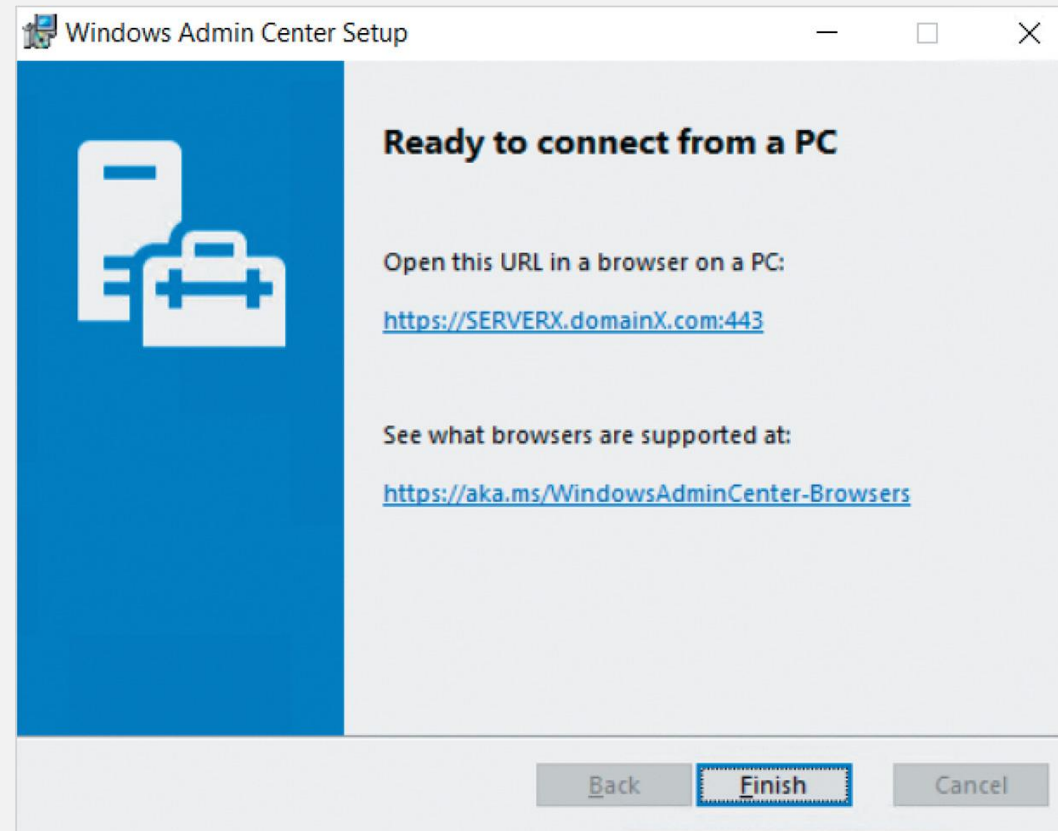 Windows Admin Center Setup
Ready to connect from a PC
Open this URL in a browser on a PC:
https://SERVERX.domainX.com:443
See what browsers are supported at:
https://aka.ms/WindowsAdminCenter-Browsers
Back Finish Cancel